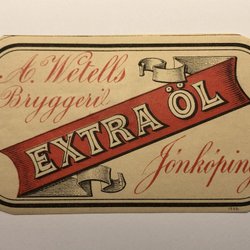 A. Wetells
Bryggeri
EXTRA ÖL
Jönköping